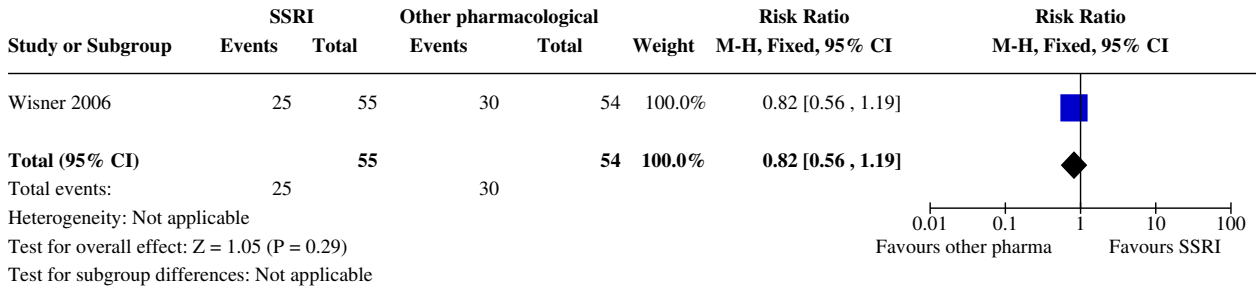 SSRI Other pharmacological Risk Ratio Risk Ratio
Study or Subgroup Events Total Events Total Weight M-H, Fixed, 95% CI M-H, Fixed, 95% CI
Wisner 2006 25 55 30 54 100.0% 0.82 [0.56 , 1.19]
Total (95% CI) 55 54 100.0% 0.82 [0.56 , 1.19]
Total events: 25 30
Heterogeneity: Not applicable
0.01 0.1 1 10 100
Test for overall effect: Z = 1.05 (P = 0.29)
Favours other pharma Favours SSRI
Test for subgroup differences: Not applicable